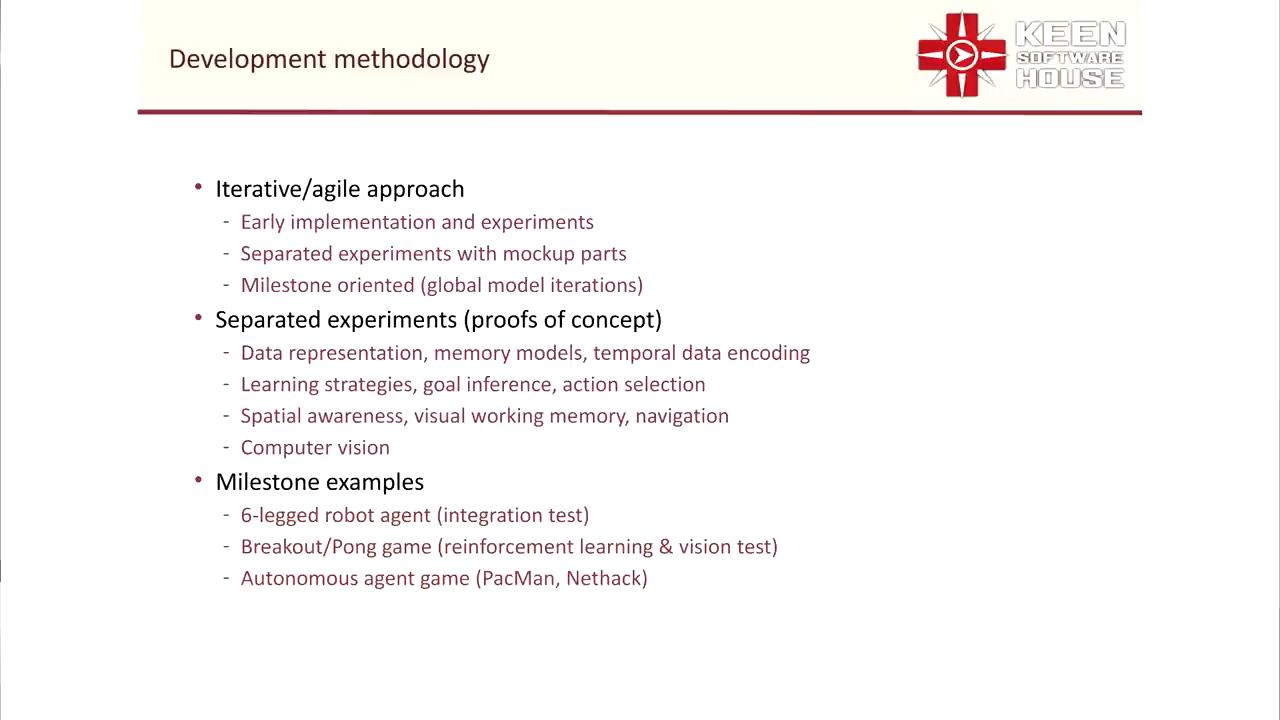 Development methodology
KEEN
SOFTWARE
HOUSE
• Iterative/agile approach
- Early implementation and experiments
- Separated experiments with mockup parts
- Milestone oriented (global model iterations)
• Separated experiments (proofs of concept)
- Data representation, memory models, temporal data encoding
- Learning strategies, goal inference, action selection
- Spatial awareness, visual working memory, navigation
- Computer vision
• Milestone examples
- 6-legged robot agent (integration test)
- Breakout/Pong game (reinforcement learning & vision test)
- Autonomous agent game (PacMan, Nethack)